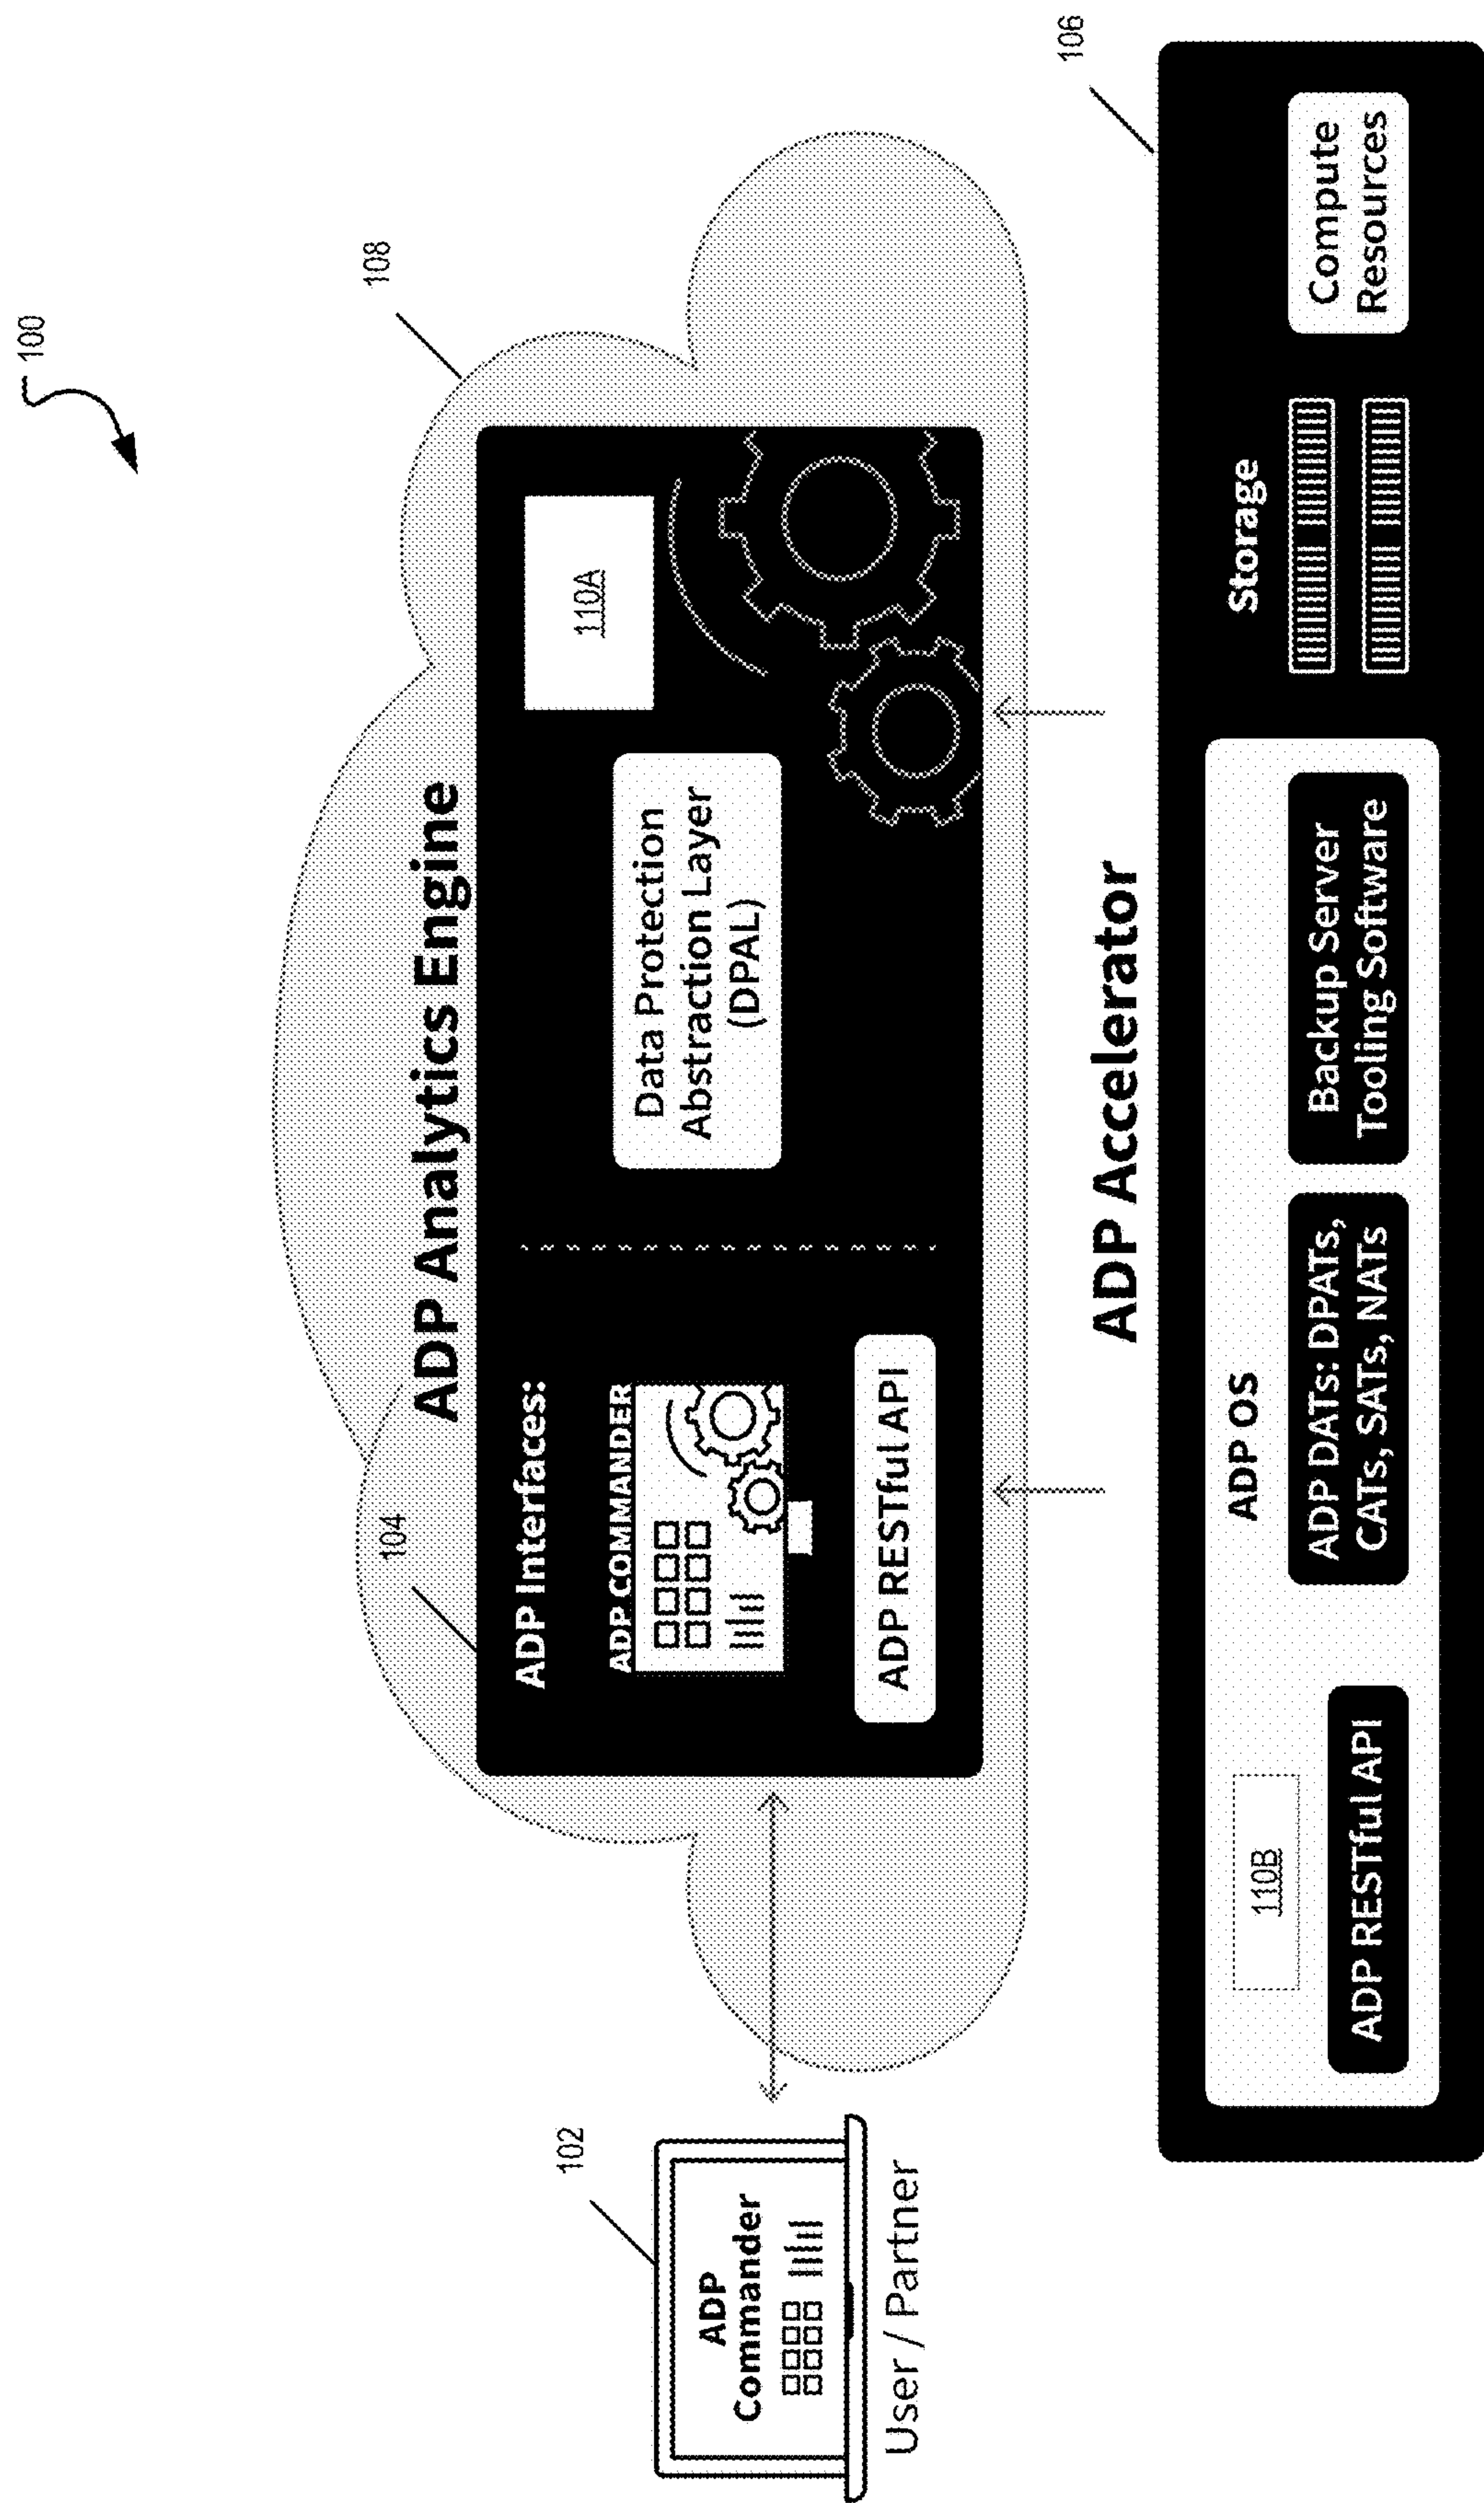 100
108
ADP Analytics Engine
104
ADP Interfaces:
ADP COMMANDER
ADP RESTful API
Data Protection
Abstraction Layer
(DPAL)
110A
102
ADP
Commander
User / Partner
ADP Accelerator
106
ADP OS
110B
ADP RESTful API
ADP DATs: DPATs,
CATs, SATs, NATs
Backup Server
Tooling Software
Storage
Compute
Resources